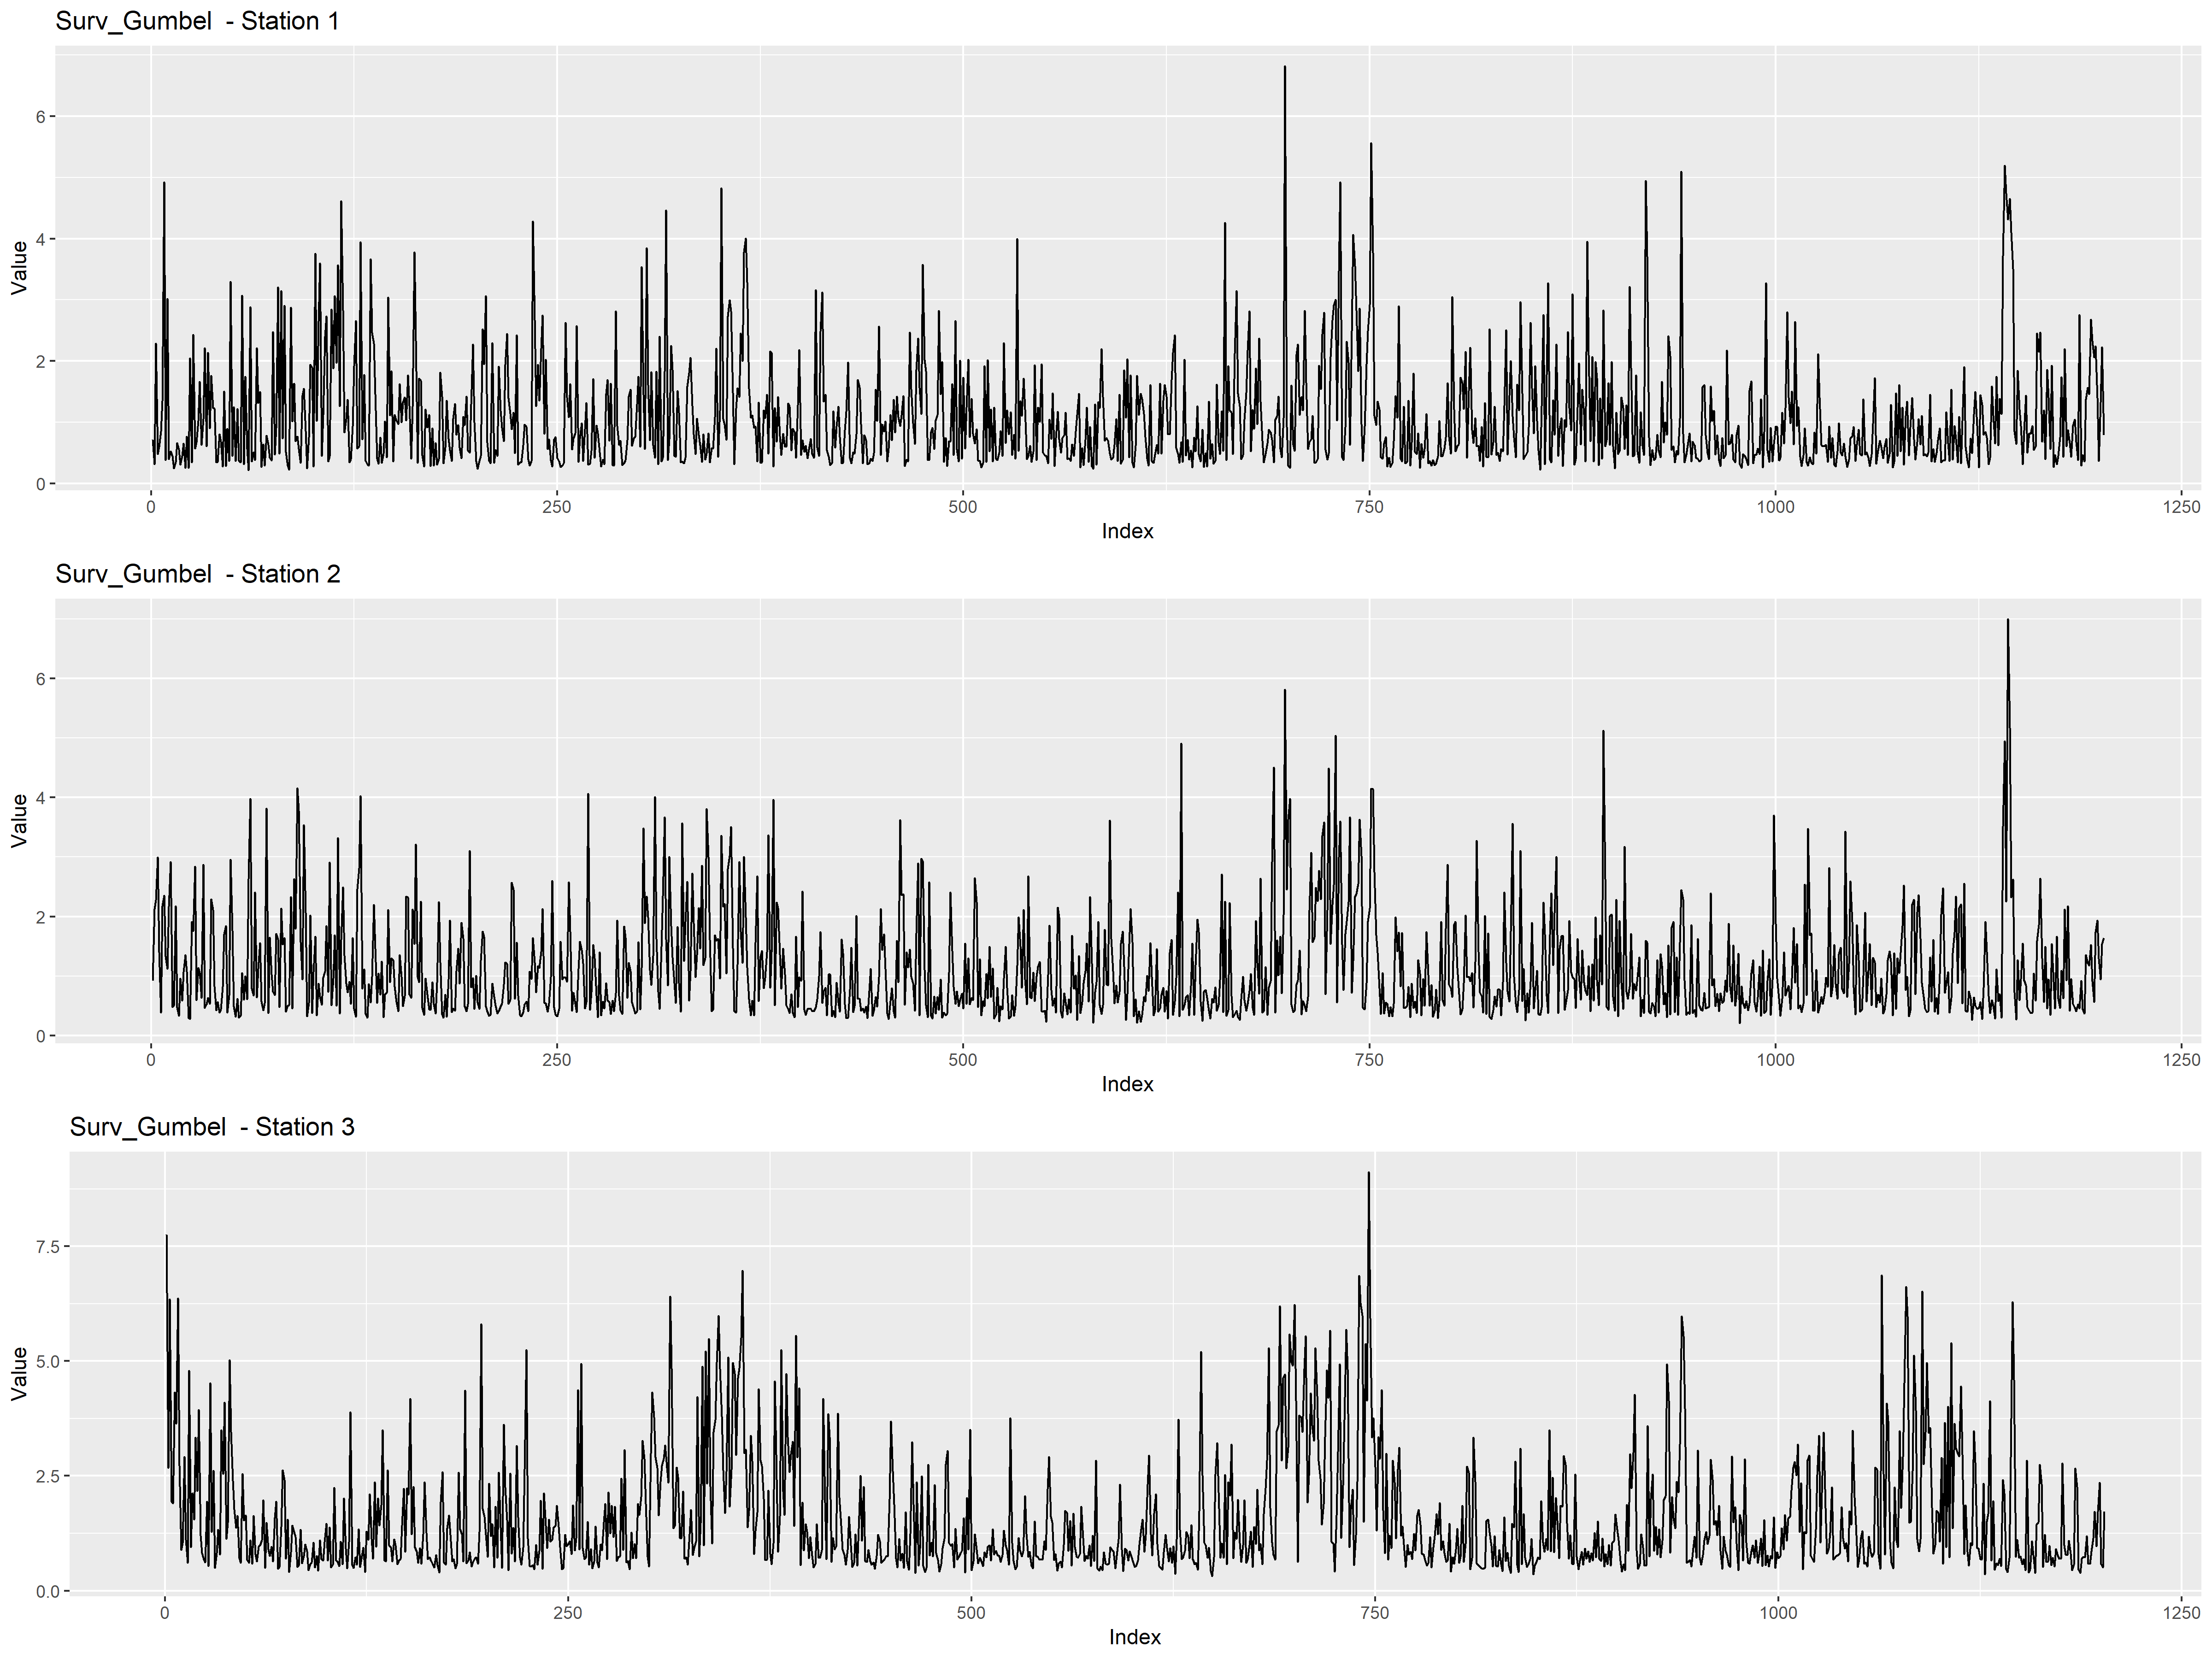 Surv_Gumbel  - Station 1
Value
6
4
2
0
0 250 500 750 1000 1250
Index
Surv_Gumbel  - Station 2
Value
6
4
2
0
0 250 500 750 1000 1250
Index
Surv_Gumbel  - Station 3
Value
7.5
5.0
2.5
0.0
0 250 500 750 1000 1250
Index